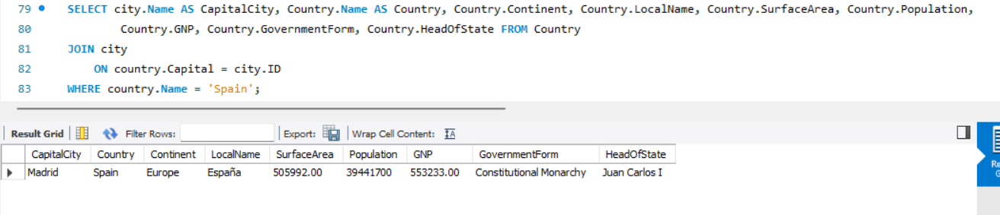 79 SELECT city.Name AS CapitalCity, Country.Name AS Country, Country.Continent, Country.LocalName, Country.SurfaceArea, Country.Population,
80 Country.GNP, Country.GovernmentForm, Country.HeadOfState FROM Country
81 JOIN city
82 ON country.Capital = city.ID
83 WHERE country.Name = 'Spain';
Result Grid Filter Rows: Export: Wrap Cell Content: IA
CapitalCity Country Continent LocalName SurfaceArea Population GNP GovernmentForm HeadOfState
Madrid Spain Europe España 505992.00 39441700 553233.00 Constitutional Monarchy Juan Carlos I